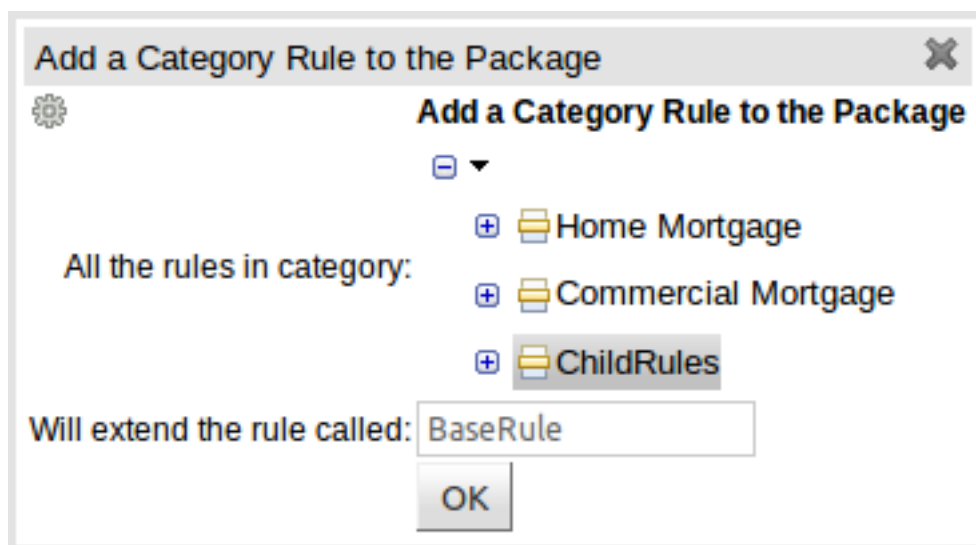 Add a Category Rule to the Package
Add a Category Rule to the Package
All the rules in category:
Home Mortgage
Commercial Mortgage
ChildRules
Will extend the rule called: BaseRule
OK